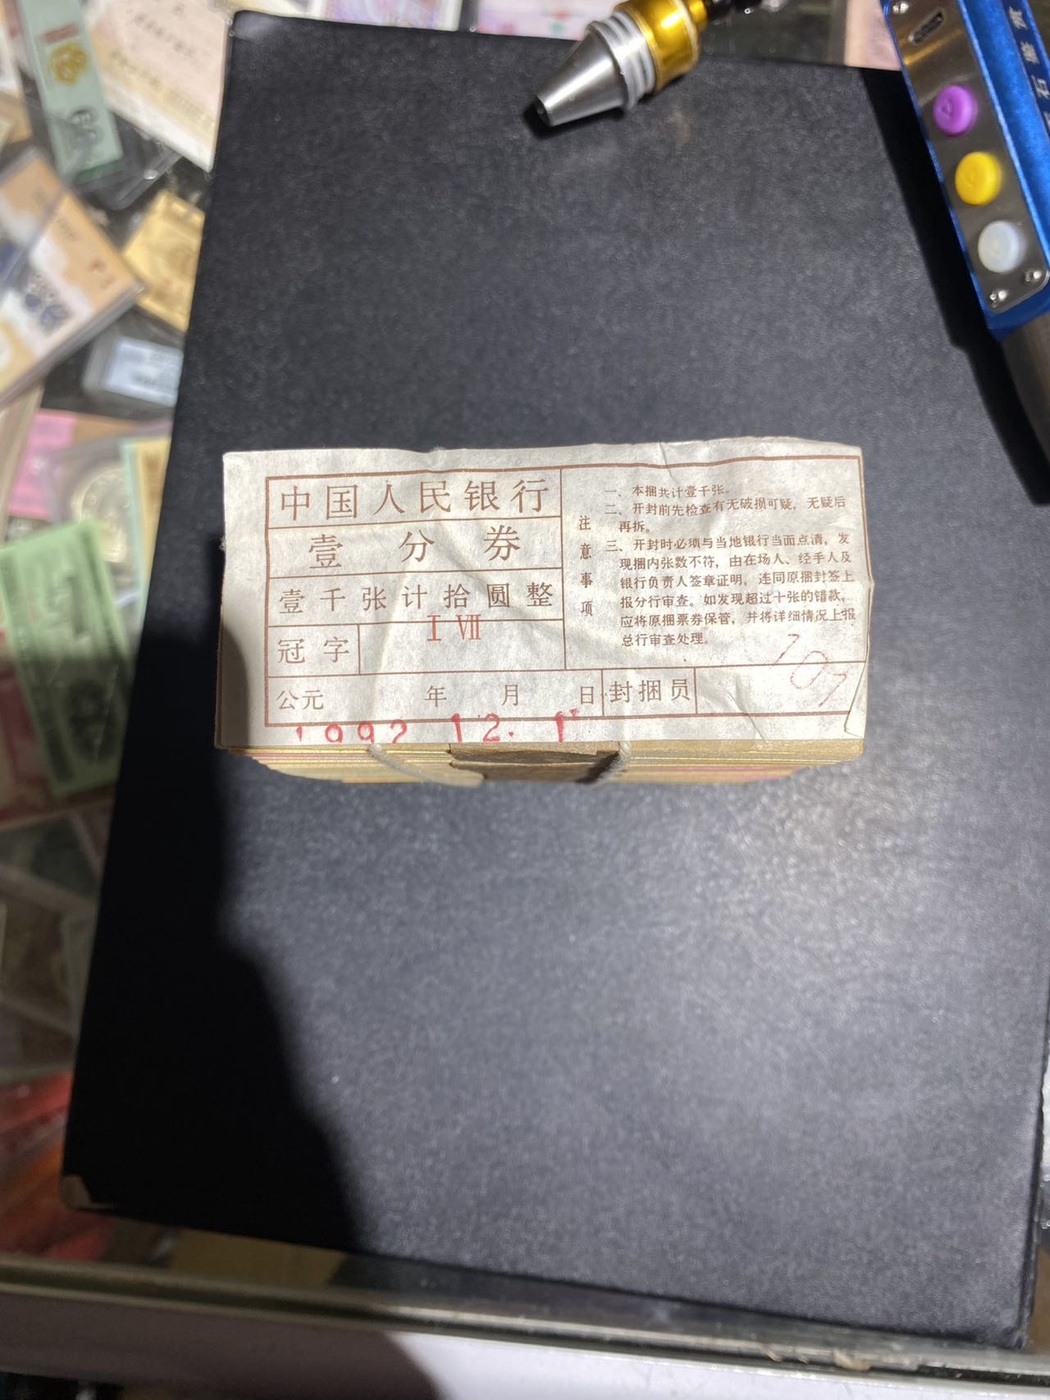 中国人民银行
壹分券
壹千张计拾圆整
冠字
I VII
公元 年 月 日 封捆员
1992 12. 1
注意事项
一、本捆共计壹千张。
二、开封前先检查有无破损可疑，无疑后
再拆。
三、开封时必须与当地银行当面点清，发
现捆内张数不符，由在场人、经手人及
银行负责人签章证明，连同原捆封签上
报分行审查。如发现超过十张的错款，
应将原捆票券保管，并将详细情况上报
总行审查处理。
707